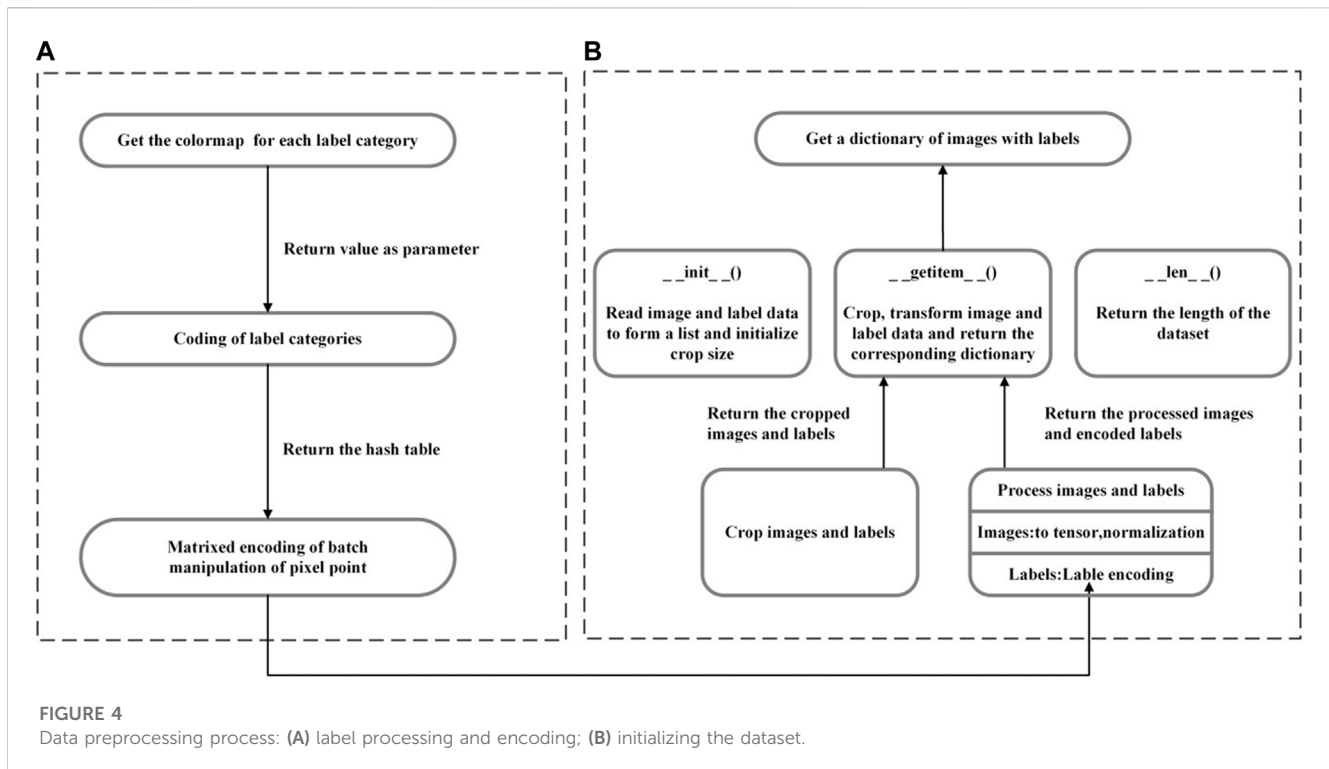 A
Get the colormap for each label category
Return value as parameter
Coding of label categories
Return the hash table
Matrixed encoding of batch
manipulation of pixel point
B
Get a dictionary of images with labels
_ _init_ _()
Read image and label data
to form a list and initialize
crop size
_ _getitem_ _()
Crop, transform image and
label data and return the
corresponding dictionary
_ _len_ _()
Return the length of the
dataset
Return the cropped
images and labels
Return the processed images
and encoded labels
Crop images and labels
Process images and labels
Images:to tensor,normalization
Labels:Lable encoding
FIGURE 4
Data preprocessing process: (A) label processing and encoding; (B) initializing the dataset.